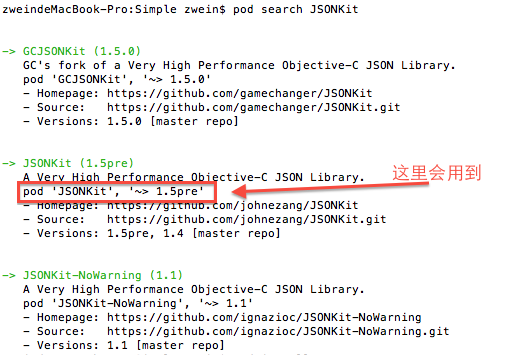 zweindeMacBook-Pro:Simple zwein$ pod search JSONKit
-> GCJSONKit (1.5.0)
GC's fork of a Very High Performance Objective-C JSON Library.
pod 'GCJSONKit', '~> 1.5.0'
- Homepage: https://github.com/gamechanger/JSONKit
- Source: https://github.com/gamechanger/JSONKit.git
- Versions: 1.5.0 [master repo]
-> JSONKit (1.5pre)
A Very High Performance Objective-C JSON Library.
pod 'JSONKit', '~> 1.5pre'
这里会用到
- Homepage: https://github.com/johnezang/JSONKit
- Source: https://github.com/johnezang/JSONKit.git
- Versions: 1.5pre, 1.4 [master repo]
-> JSONKit-NoWarning (1.1)
A Very High Performance Objective-C JSON Library.
pod 'JSONKit-NoWarning', '~> 1.1'
- Homepage: https://github.com/ignazioc/JSONKit-NoWarning
- Source: https://github.com/ignazioc/JSONKit-NoWarning.git
- Versions: 1.1 [master repo]